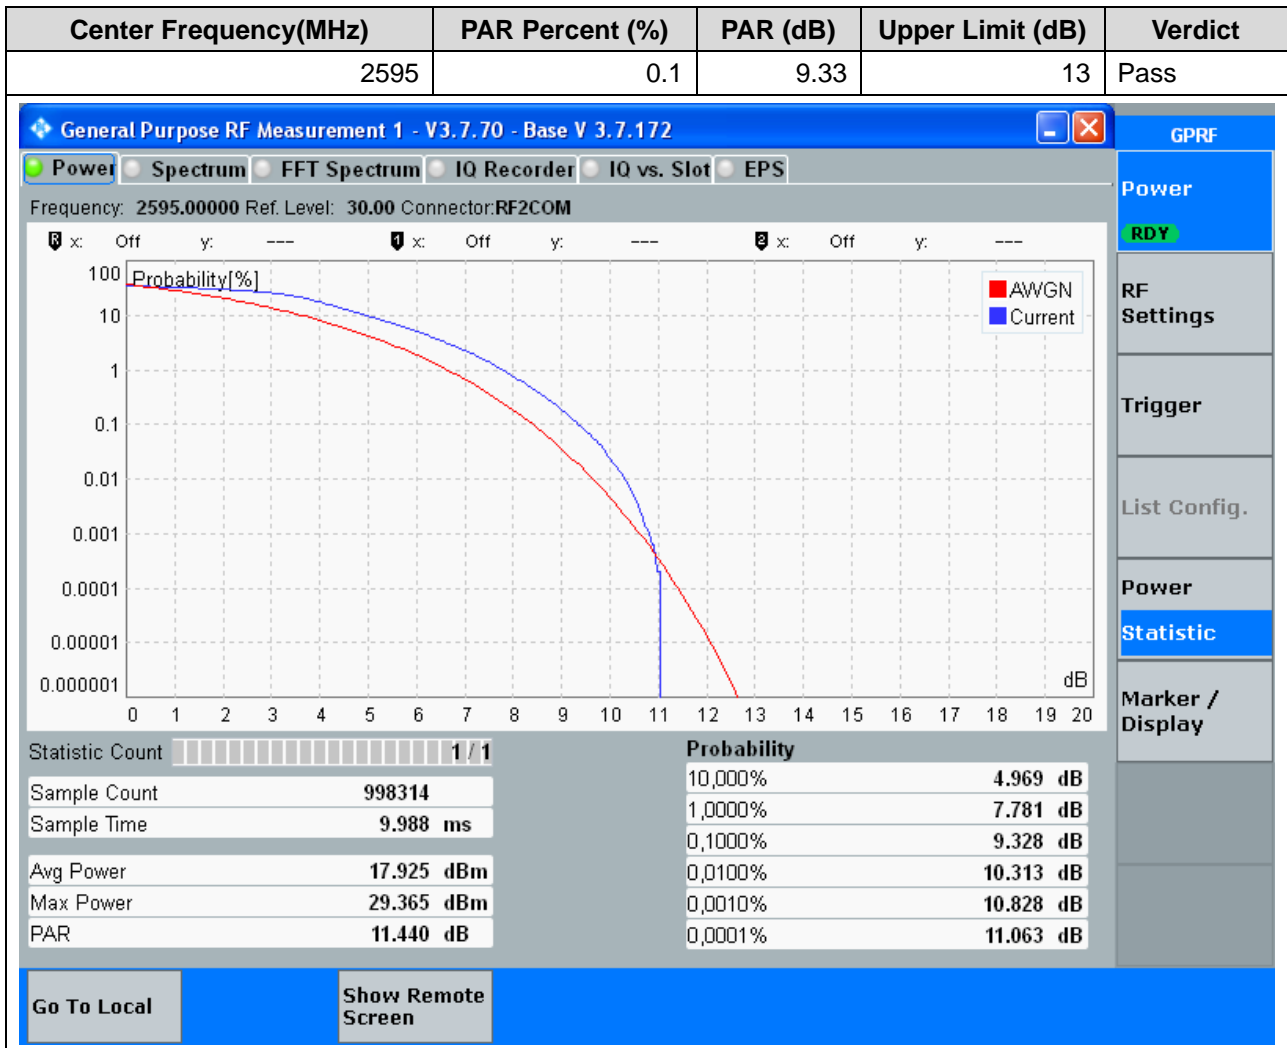 Center Frequency(MHz) PAR Percent (%) PAR (dB) Upper Limit (dB) Verdict
2595 0.1 9.33 13 Pass
General Purpose RF Measurement 1 - V3.7.70 - Base V 3.7.172
GPRF
Power Spectrum FFT Spectrum IQ Recorder IQ vs. Slot EPS
Power
RDY
Frequency: 2595.00000 Ref. Level: 30.00 Connector:RF2COM
R x: Off y: --- 1 x: Off y: --- 2 x: Off y: ---
Probability[%]
AWGN
Current
100
10
1
0.1
0.01
0.001
0.0001
0.00001
0.000001
dB
0 1 2 3 4 5 6 7 8 9 10 11 12 13 14 15 16 17 18 19 20
RF
Settings
Trigger
List Config.
Power
Statistic
Marker /
Display
Statistic Count 1 / 1
Sample Count 998314
Sample Time 9.988 ms
Avg Power 17.925 dBm
Max Power 29.365 dBm
PAR 11.440 dB
Probability
10,000% 4.969 dB
1,0000% 7.781 dB
0,1000% 9.328 dB
0,0100% 10.313 dB
0,0010% 10.828 dB
0,0001% 11.063 dB
Go To Local
Show Remote
Screen